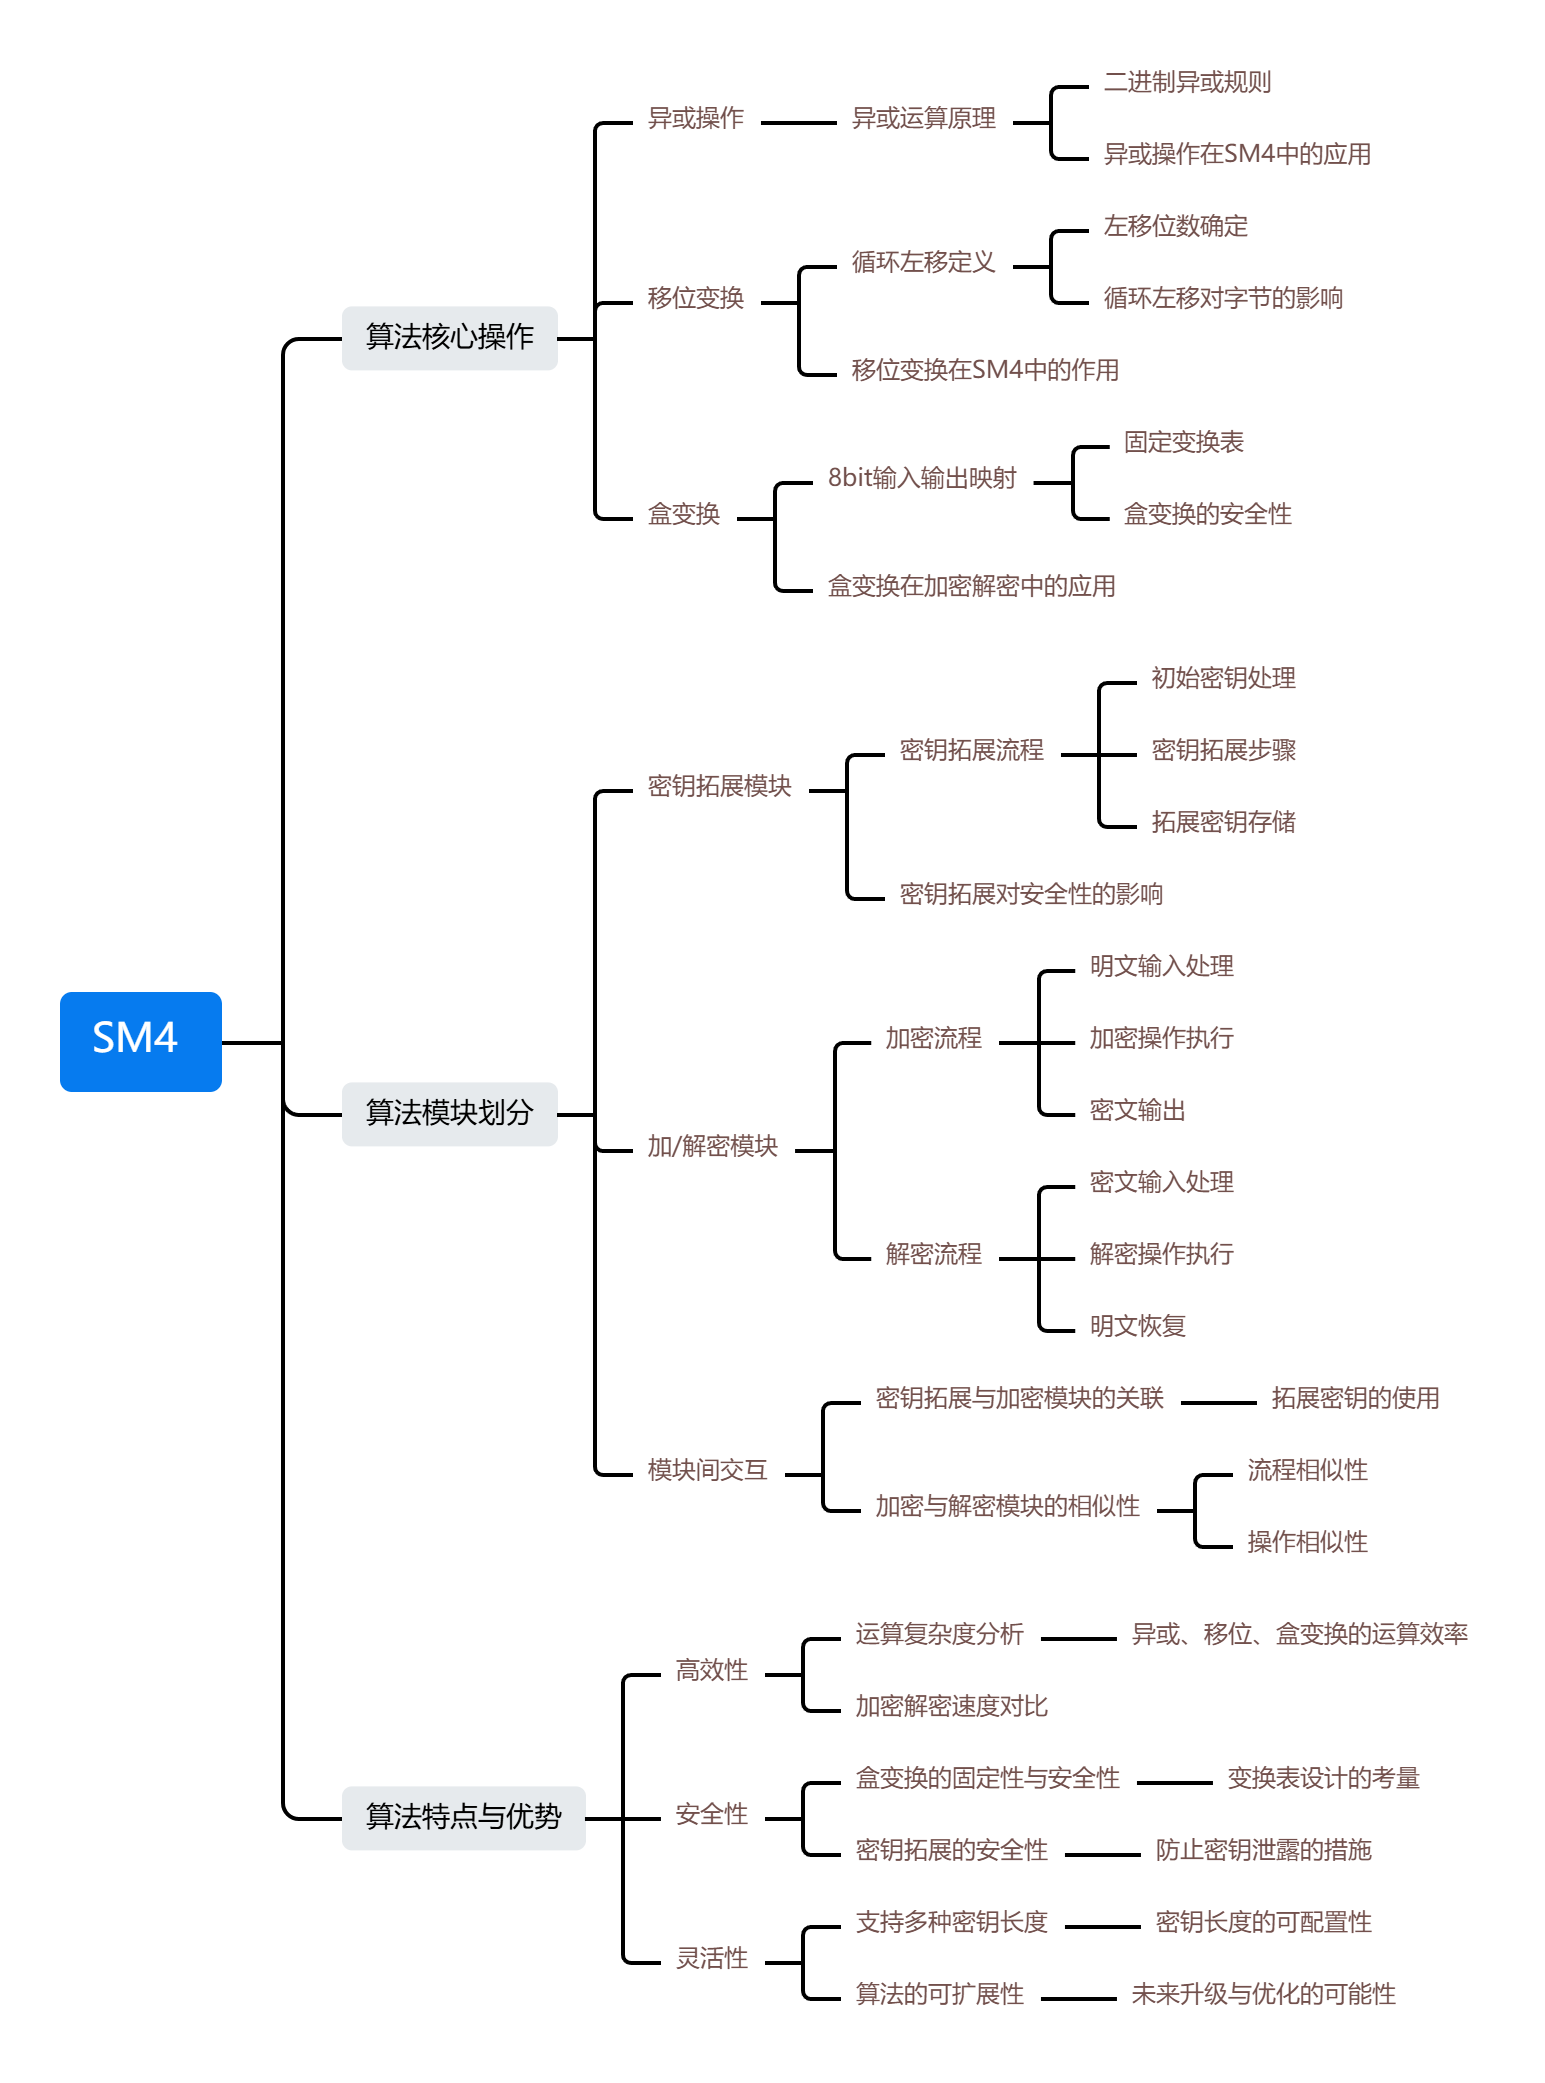 SM4
算法核心操作
异或操作
异或运算原理
二进制异或规则
异或操作在SM4中的应用
移位变换
循环左移定义
左移位数确定
循环左移对字节的影响
移位变换在SM4中的作用
盒变换
8bit输入输出映射
固定变换表
盒变换的安全性
盒变换在加密解密中的应用
算法模块划分
密钥拓展模块
密钥拓展流程
初始密钥处理
密钥拓展步骤
拓展密钥存储
密钥拓展对安全性的影响
加/解密模块
加密流程
明文输入处理
加密操作执行
密文输出
解密流程
密文输入处理
解密操作执行
明文恢复
模块间交互
密钥拓展与加密模块的关联
拓展密钥的使用
加密与解密模块的相似性
流程相似性
操作相似性
算法特点与优势
高效性
运算复杂度分析
异或、移位、盒变换的运算效率
加密解密速度对比
安全性
盒变换的固定性与安全性
变换表设计的考量
密钥拓展的安全性
防止密钥泄露的措施
灵活性
支持多种密钥长度
密钥长度的可配置性
算法的可扩展性
未来升级与优化的可能性